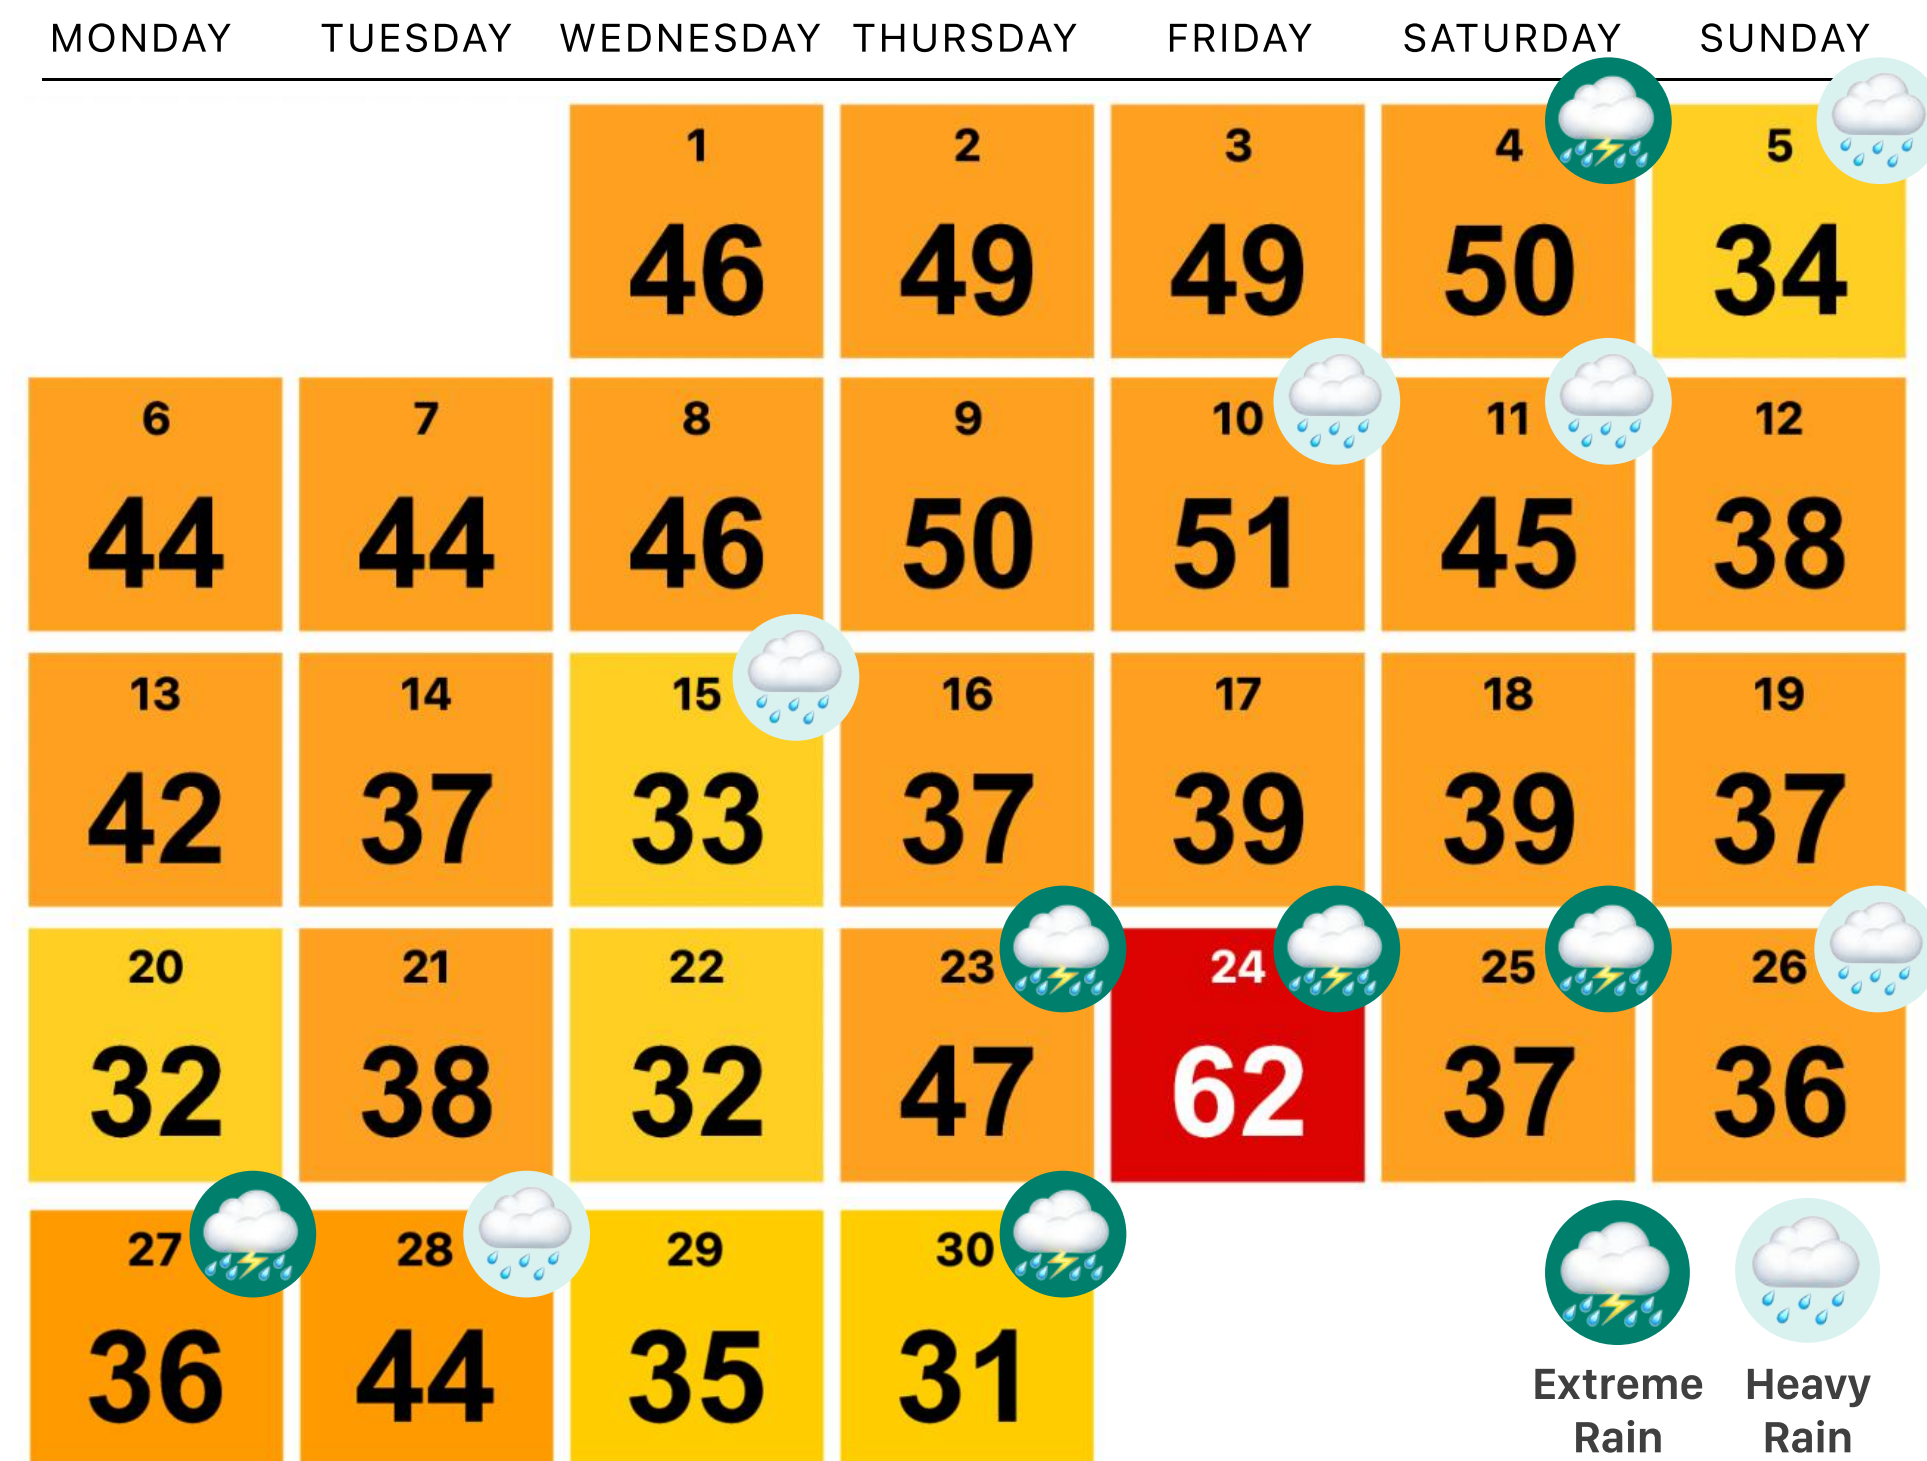 MONDAY TUESDAY WEDNESDAY THURSDAY FRIDAY SATURDAY SUNDAY
1 2 3 4 5
46 49 49 50 34
6 7 8 9 10 11 12
44 44 46 50 51 45 38
13 14 15 16 17 18 19
42 37 33 37 39 39 37
20 21 22 23 24 25 26
32 38 32 47 62 37 36
27 28 29 30
36 44 35 31
Extreme Heavy
Rain Rain